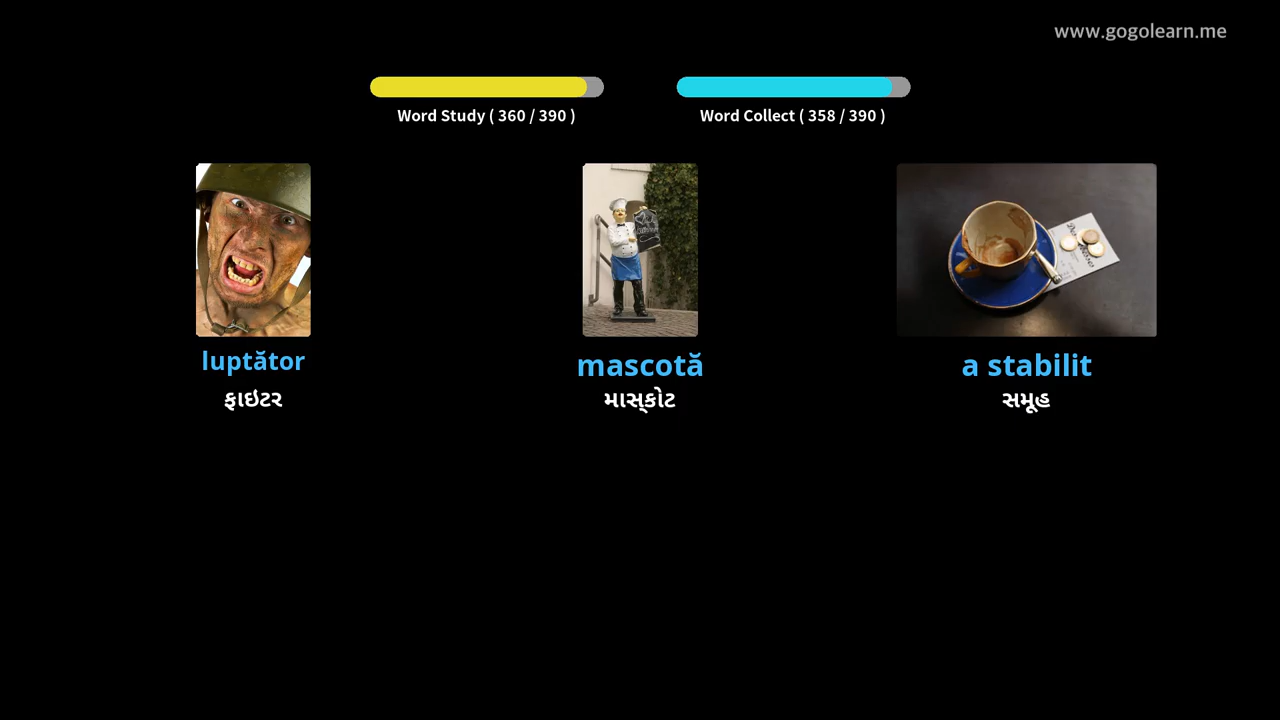 www.gogolearn.me
Word Study ( 360 / 390 )
Word Collect ( 358 / 390 )
luptător
mascotă
a stabilit
ફાઇટર
માસ્કોટ
સમૂહ